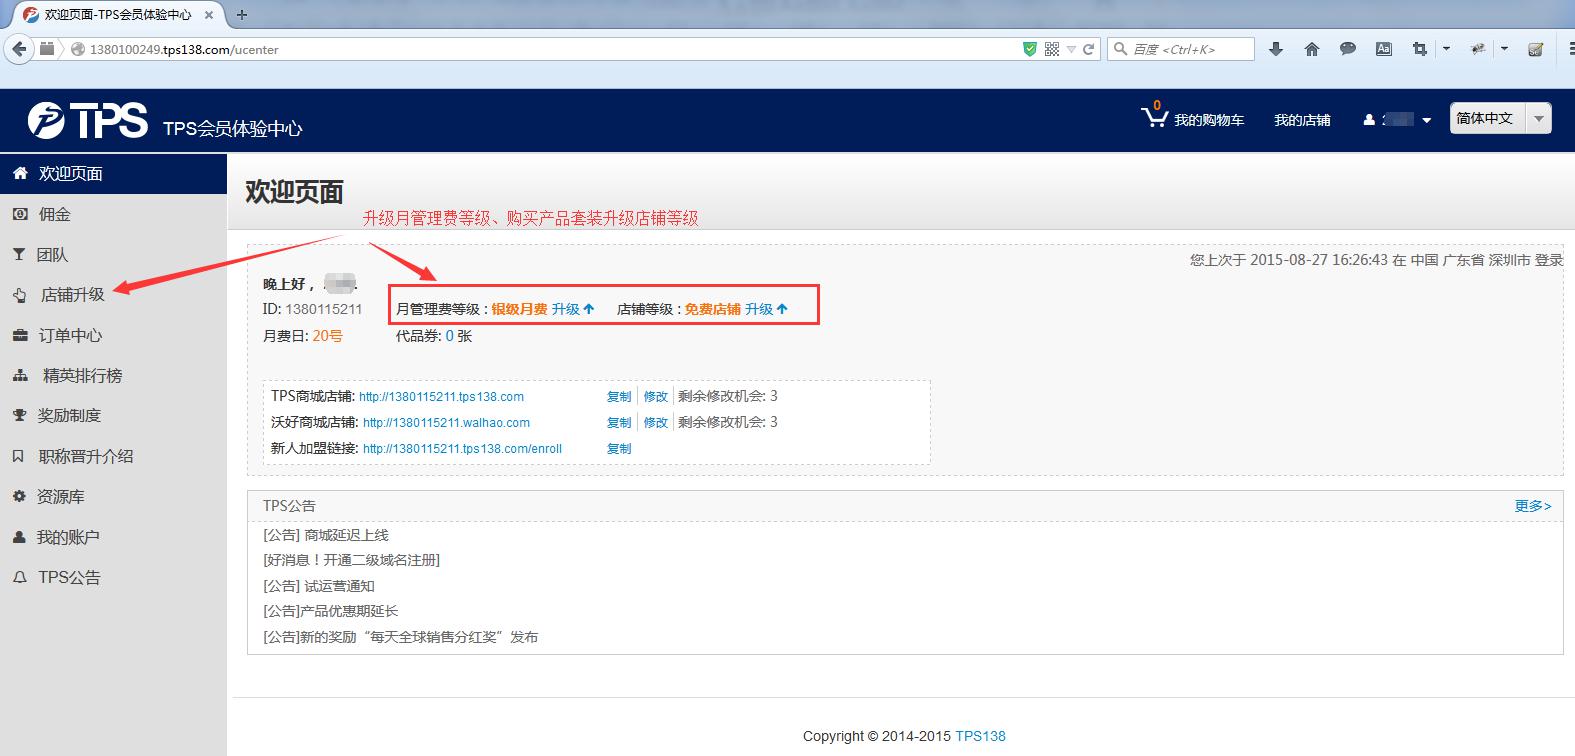 欢迎页面-TPS会员体验中心
1380100249.tps138.com/ucenter
百度 <Ctrl+K>
TPS TPS会员体验中心
0 我的购物车 我的店铺 简体中文
欢迎页面
佣金
团队
店铺升级
订单中心
精英排行榜
奖励制度
职称晋升介绍
资源库
我的账户
TPS公告
欢迎页面
升级月管理费等级、购买产品套装升级店铺等级
您上次于 2015-08-27 16:26:43 在 中国 广东省 深圳市 登录
晚上好，
ID: 1380115211 月管理费等级 : 银级月费 升级 店铺等级 : 免费店铺 升级
月费日: 20号 代品券: 0 张
TPS商城店铺: http://1380115211.tps138.com 复制 修改 剩余修改机会: 3
沃好商城店铺: http://1380115211.walhao.com 复制 修改 剩余修改机会: 3
新人加盟链接: http://1380115211.tps138.com/enroll 复制
TPS公告 更多>
[公告] 商城延迟上线
[好消息！开通二级域名注册]
[公告] 试运营通知
[公告]产品优惠期延长
[公告]新的奖励“每天全球销售分红奖”发布
Copyright © 2014-2015 TPS138